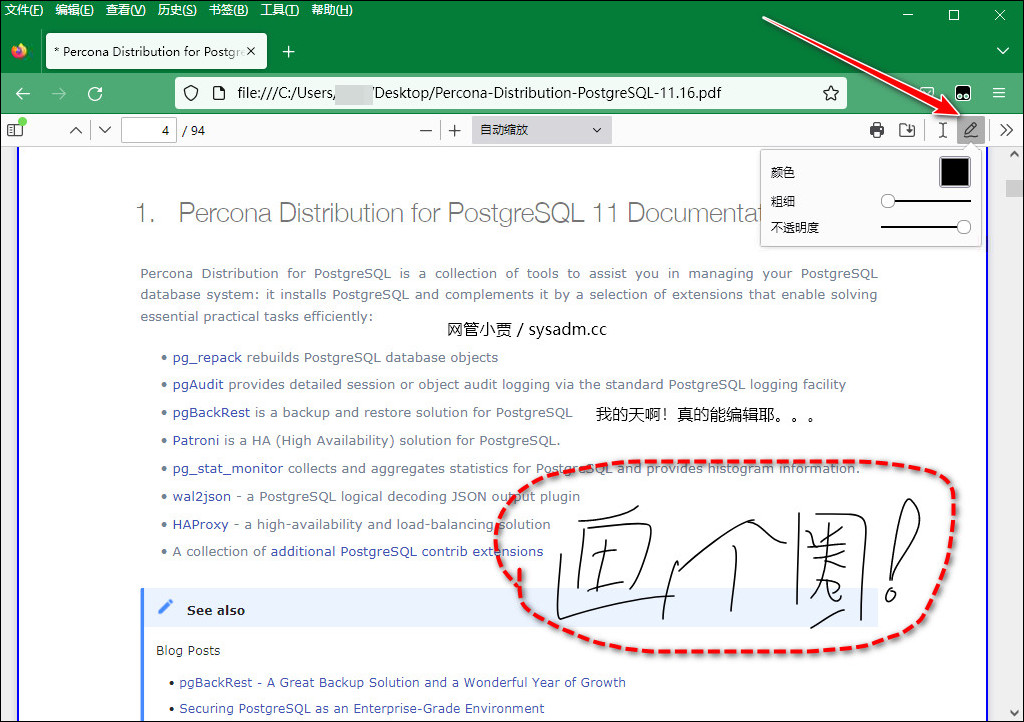 文件(F) 编辑(E) 查看(V) 历史(S) 书签(B) 工具(T) 帮助(H)
* Percona Distribution for Postgr
file:///C:/Users/ /Desktop/Percona-Distribution-PostgreSQL-11.16.pdf
4 / 94 自动缩放
颜色
粗细
不透明度
1. Percona Distribution for PostgreSQL 11 Documentat
Percona Distribution for PostgreSQL is a collection of tools to assist you in managing your PostgreSQL
database system: it installs PostgreSQL and complements it by a selection of extensions that enable solving
essential practical tasks efficiently:
网管小贾 / sysadm.cc
• pg_repack rebuilds PostgreSQL database objects
• pgAudit provides detailed session or object audit logging via the standard PostgreSQL logging facility
• pgBackRest is a backup and restore solution for PostgreSQL 我的天啊！真的能编辑耶。。。
• Patroni is a HA (High Availability) solution for PostgreSQL.
• pg_stat_monitor collects and aggregates statistics for PostgreSQL and provides histogram information.
• wal2json - a PostgreSQL logical decoding JSON output plugin
• HAProxy - a high-availability and load-balancing solution
• A collection of additional PostgreSQL contrib extensions
画个圈!
See also
Blog Posts
• pgBackRest - A Great Backup Solution and a Wonderful Year of Growth
• Securing PostgreSQL as an Enterprise-Grade Environment